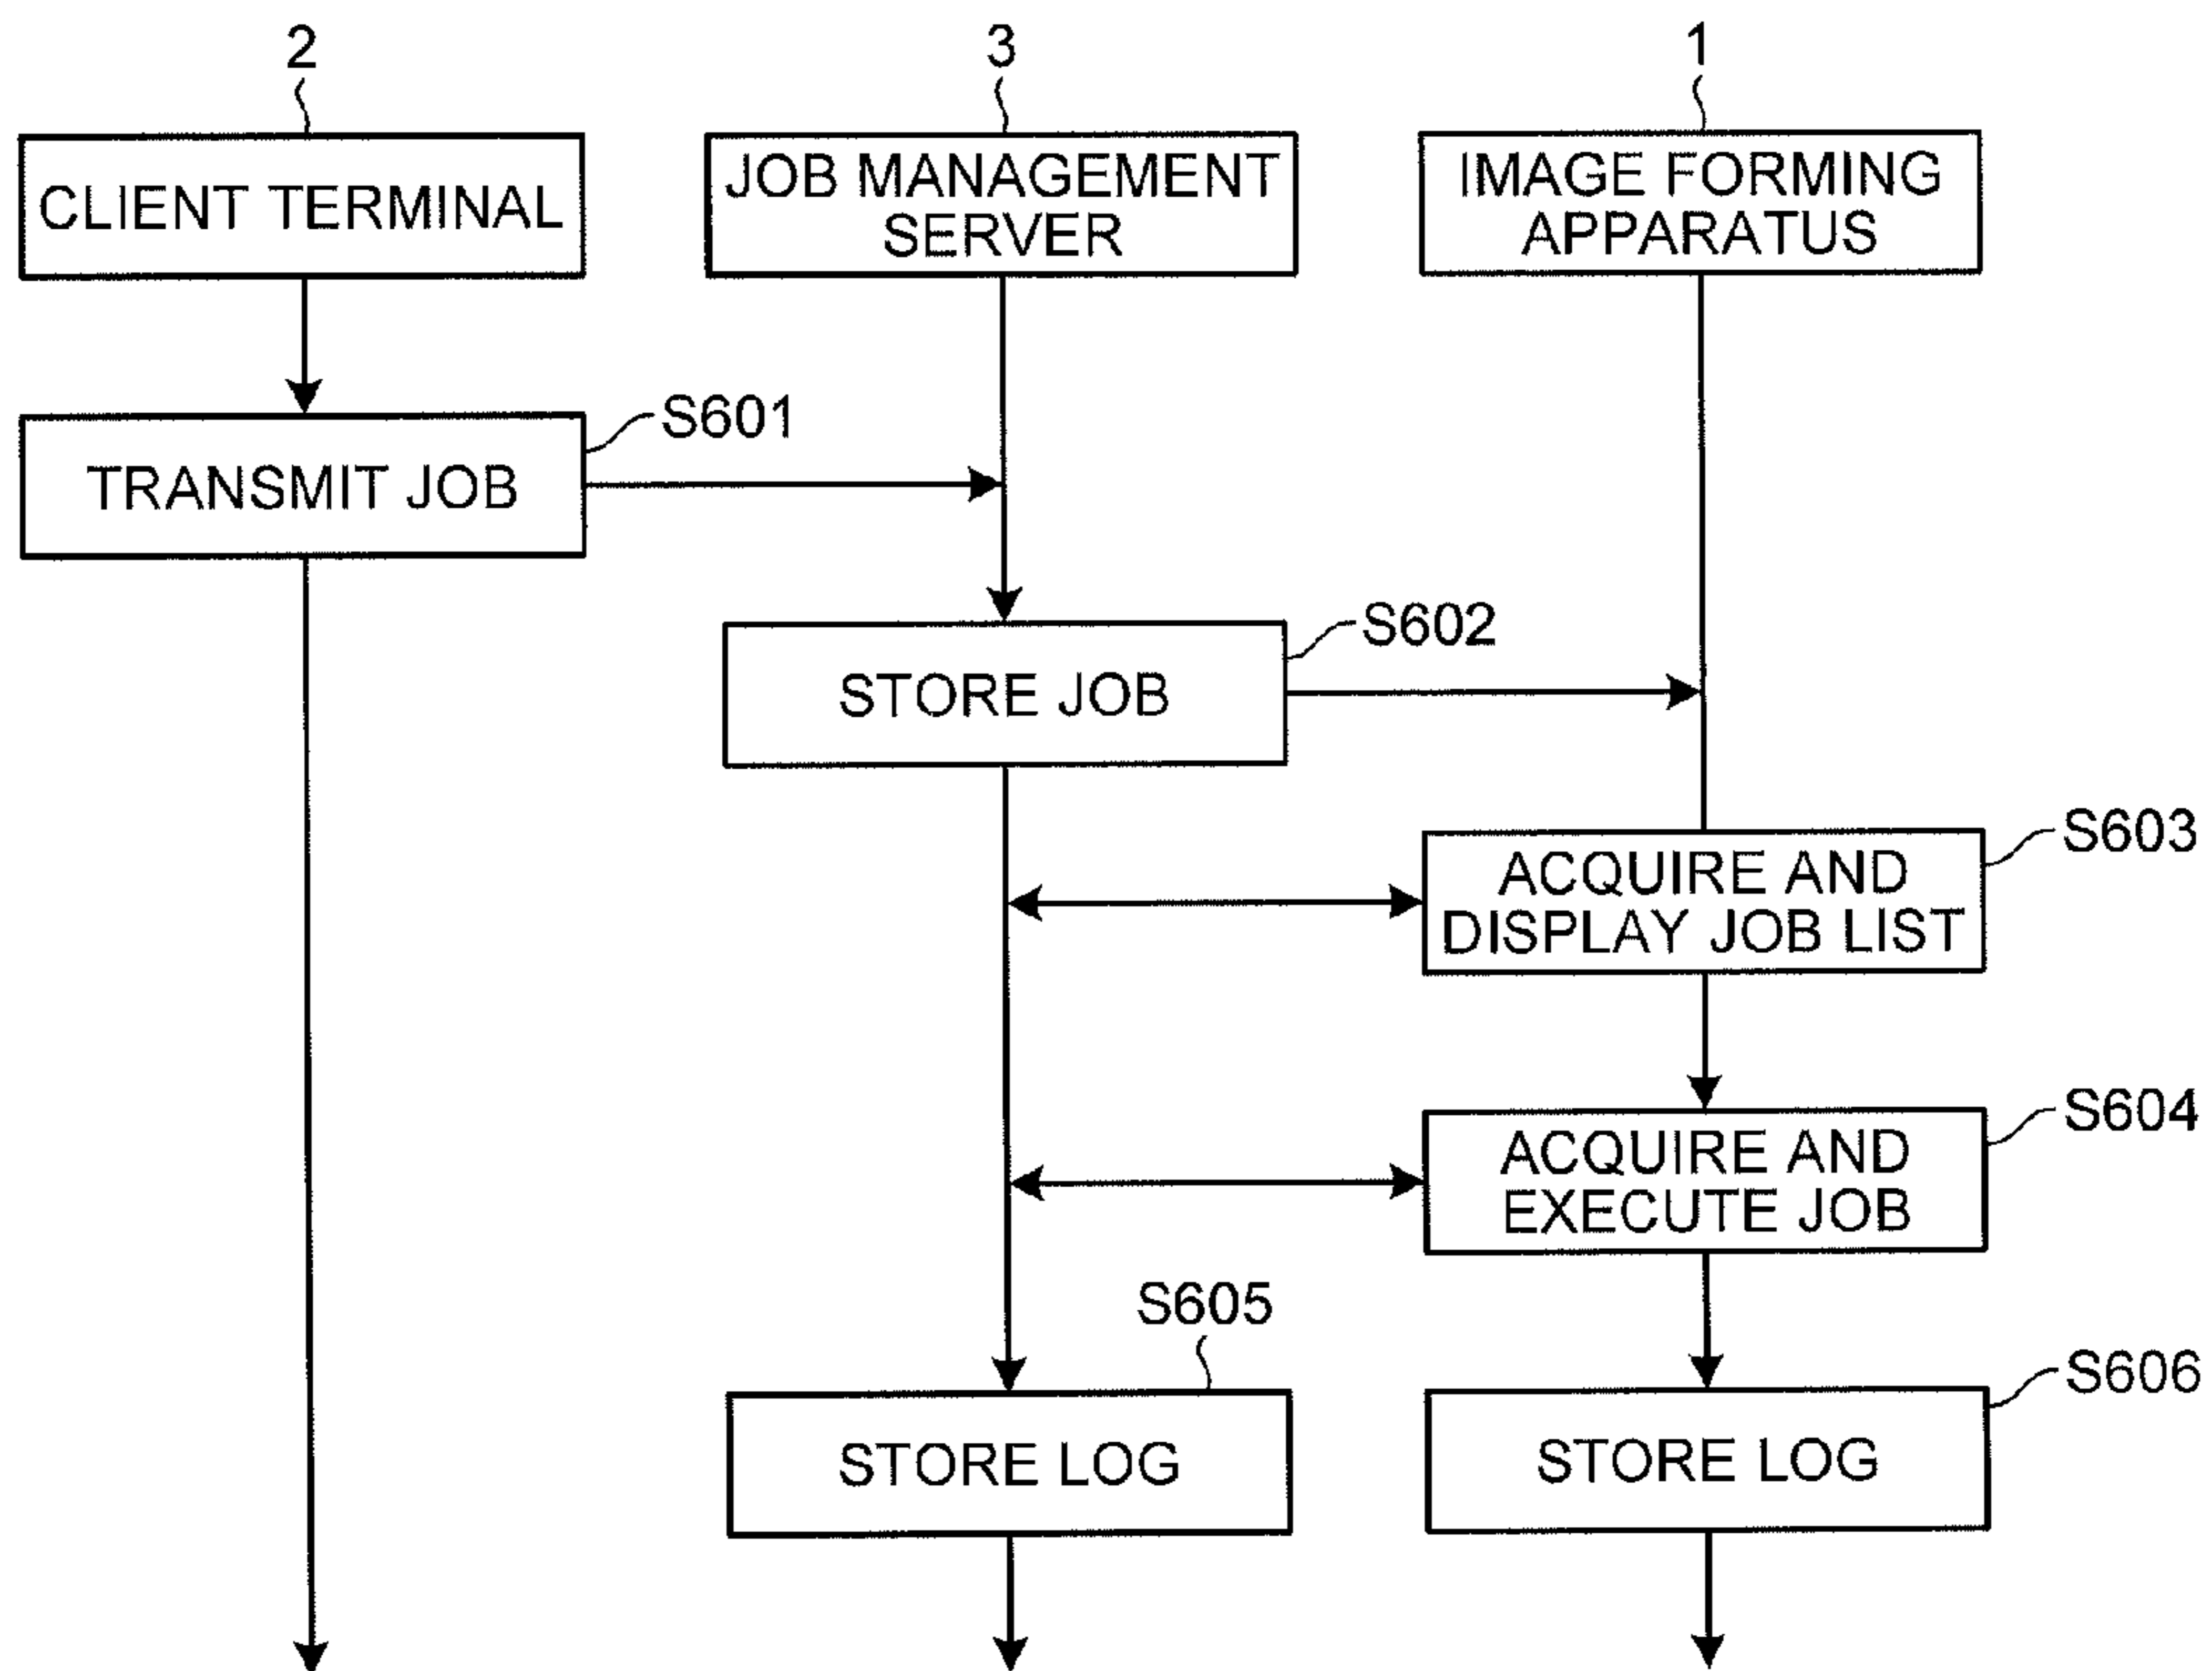 2
3
1
CLIENT TERMINAL
JOB MANAGEMENT
SERVER
IMAGE FORMING
APPARATUS
S601
TRANSMIT JOB
S602
STORE JOB
S603
ACQUIRE AND
DISPLAY JOB LIST
S604
ACQUIRE AND
EXECUTE JOB
S605
STORE LOG
S606
STORE LOG